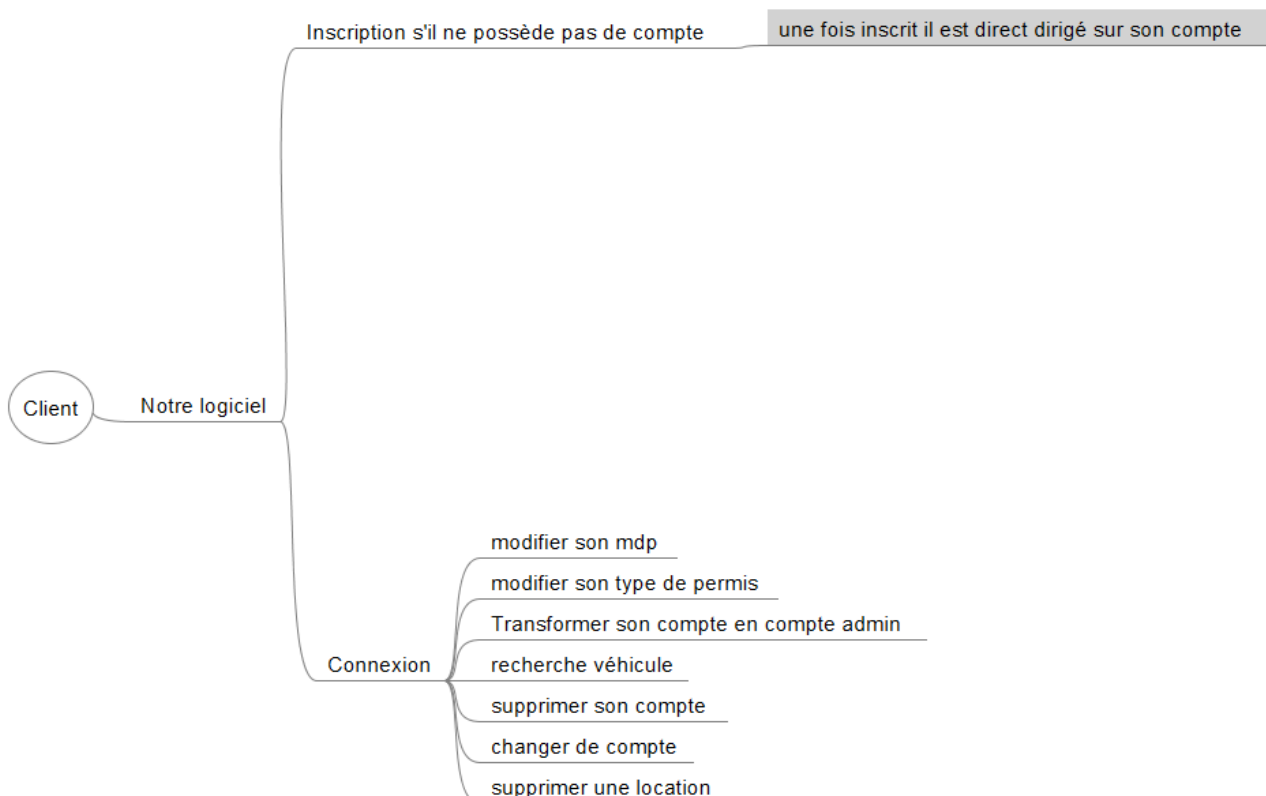 Inscription s'il ne possède pas de compte
une fois inscrit il est direct dirigé sur son compte
Client
Notre logiciel
modifier son mdp
modifier son type de permis
Transformer son compte en compte admin
Connexion
recherche véhicule
supprimer son compte
changer de compte
supprimer une location